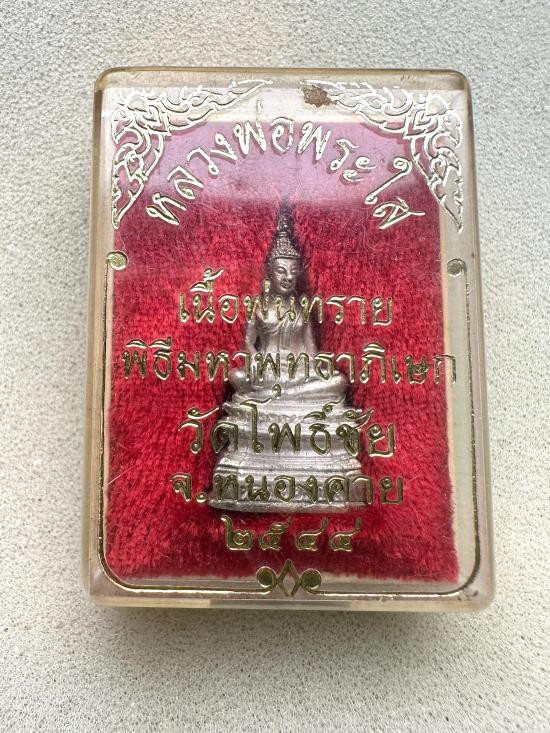 หลวงพ่อพระใส
เนื้อพ่นทราย
พิธีมหาพุทธาภิเษก
วัดโพธิ์ชัย
จ.หนองคาย
๒๕๔๔